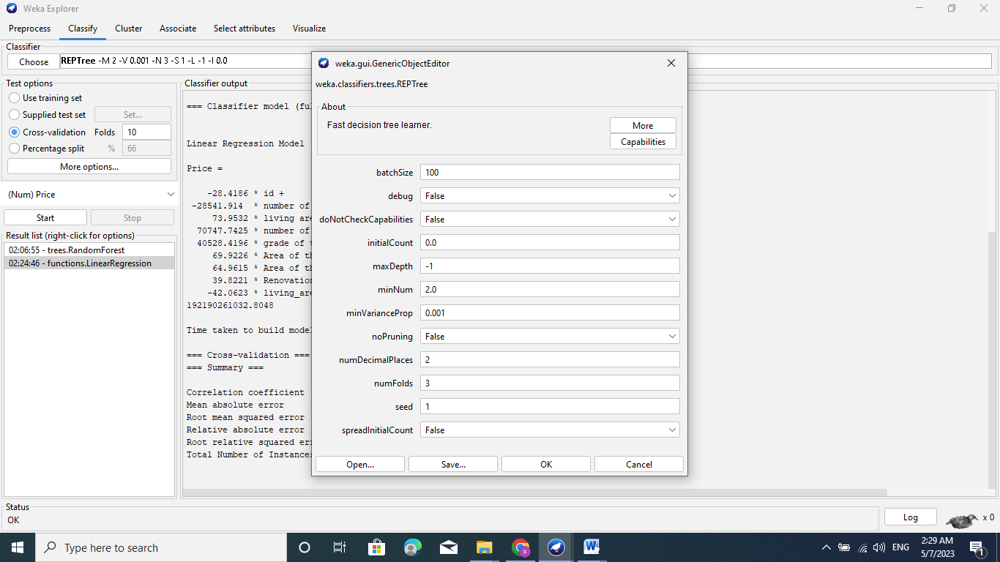 Weka Explorer
Preprocess Classify Cluster Associate Select attributes Visualize
Classifier
Choose REPTree -M 2 -V 0.001 -N 3 -S 1 -L -1 -I 0.0
Test options
Use training set
Supplied test set Set...
Cross-validation Folds 10
Percentage split % 66
More options...
(Num) Price
Start Stop
Result list (right-click for options)
02:06:55 - trees.RandomForest
02:24:46 - functions.LinearRegression
Classifier output
=== Classifier model (fu
Linear Regression Model
Price =
-28.4186 * id +
-28541.914 * number of
73.9532 * living are
70747.7425 * number of
40528.4196 * grade of t
69.9226 * Area of th
64.9615 * Area of th
39.8221 * Renovation
-42.0623 * living_are
192190261032.8048
Time taken to build model
=== Cross-validation ===
=== Summary ===
Correlation coefficient
Mean absolute error
Root mean squared error
Relative absolute error
Root relative squared err
Total Number of Instances
weka.gui.GenericObjectEditor
weka.classifiers.trees.REPTree
About
Fast decision tree learner.
More
Capabilities
batchSize 100
debug False
doNotCheckCapabilities False
initialCount 0.0
maxDepth -1
minNum 2.0
minVarianceProp 0.001
noPruning False
numDecimalPlaces 2
numFolds 3
seed 1
spreadInitialCount False
Open... Save... OK Cancel
Status
OK
Log x 0
Type here to search
ENG
2:29 AM
5/7/2023
1